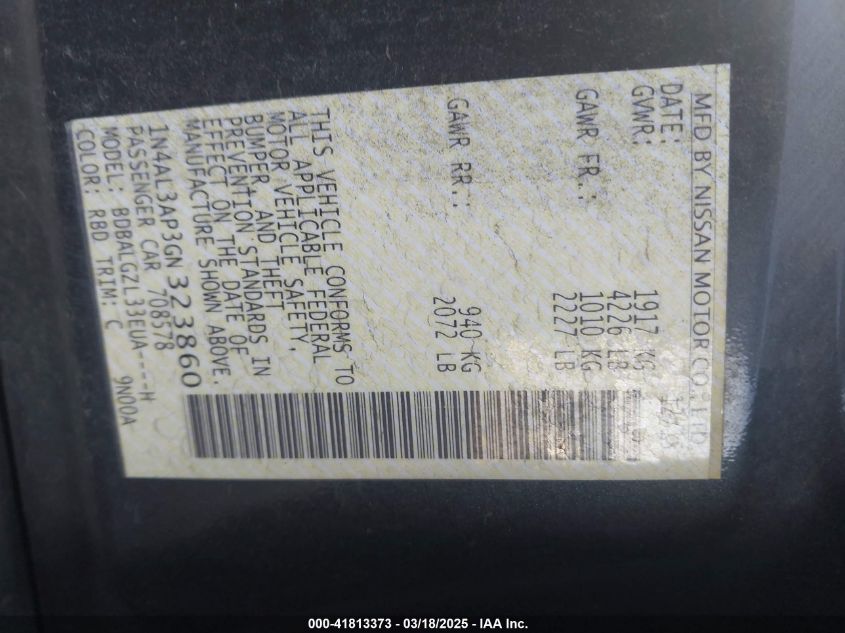 MFD BY NISSAN MOTOR CO., LTD.
DATE:
GVWR: 1917 KG
4226 LB
GAWR FR.: 1010 KG
2227 LB
GAWR RR.: 940 KG
2072 LB
THIS VEHICLE CONFORMS TO
ALL APPLICABLE FEDERAL
MOTOR VEHICLE SAFETY,
BUMPER, AND THEFT
PREVENTION STANDARDS IN
EFFECT ON THE DATE OF
MANUFACTURE SHOWN ABOVE.
1N4AL3AP3GN323860
PASSENGER CAR 708578
MODEL: BDBALGZL33EUA----H
COLOR: RBD TRIM: C 9N00A
000-41813373 - 03/18/2025 - IAA Inc.